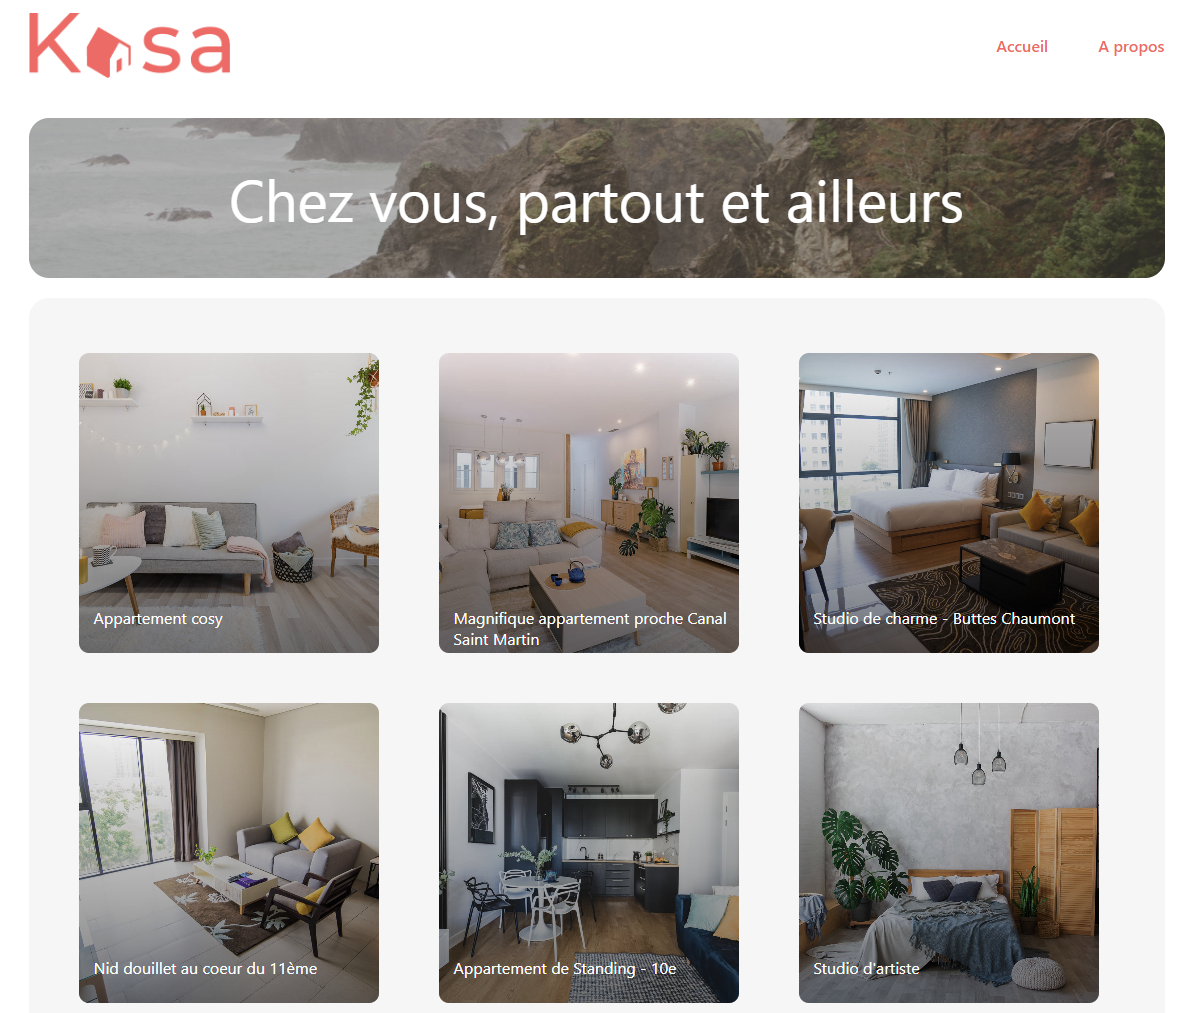 Kasa
Accueil
A propos
Chez vous, partout et ailleurs
Appartement cosy
Magnifique appartement proche Canal
Saint Martin
Studio de charme - Buttes Chaumont
Nid douillet au coeur du 11ème
Appartement de Standing - 10e
Studio d'artiste